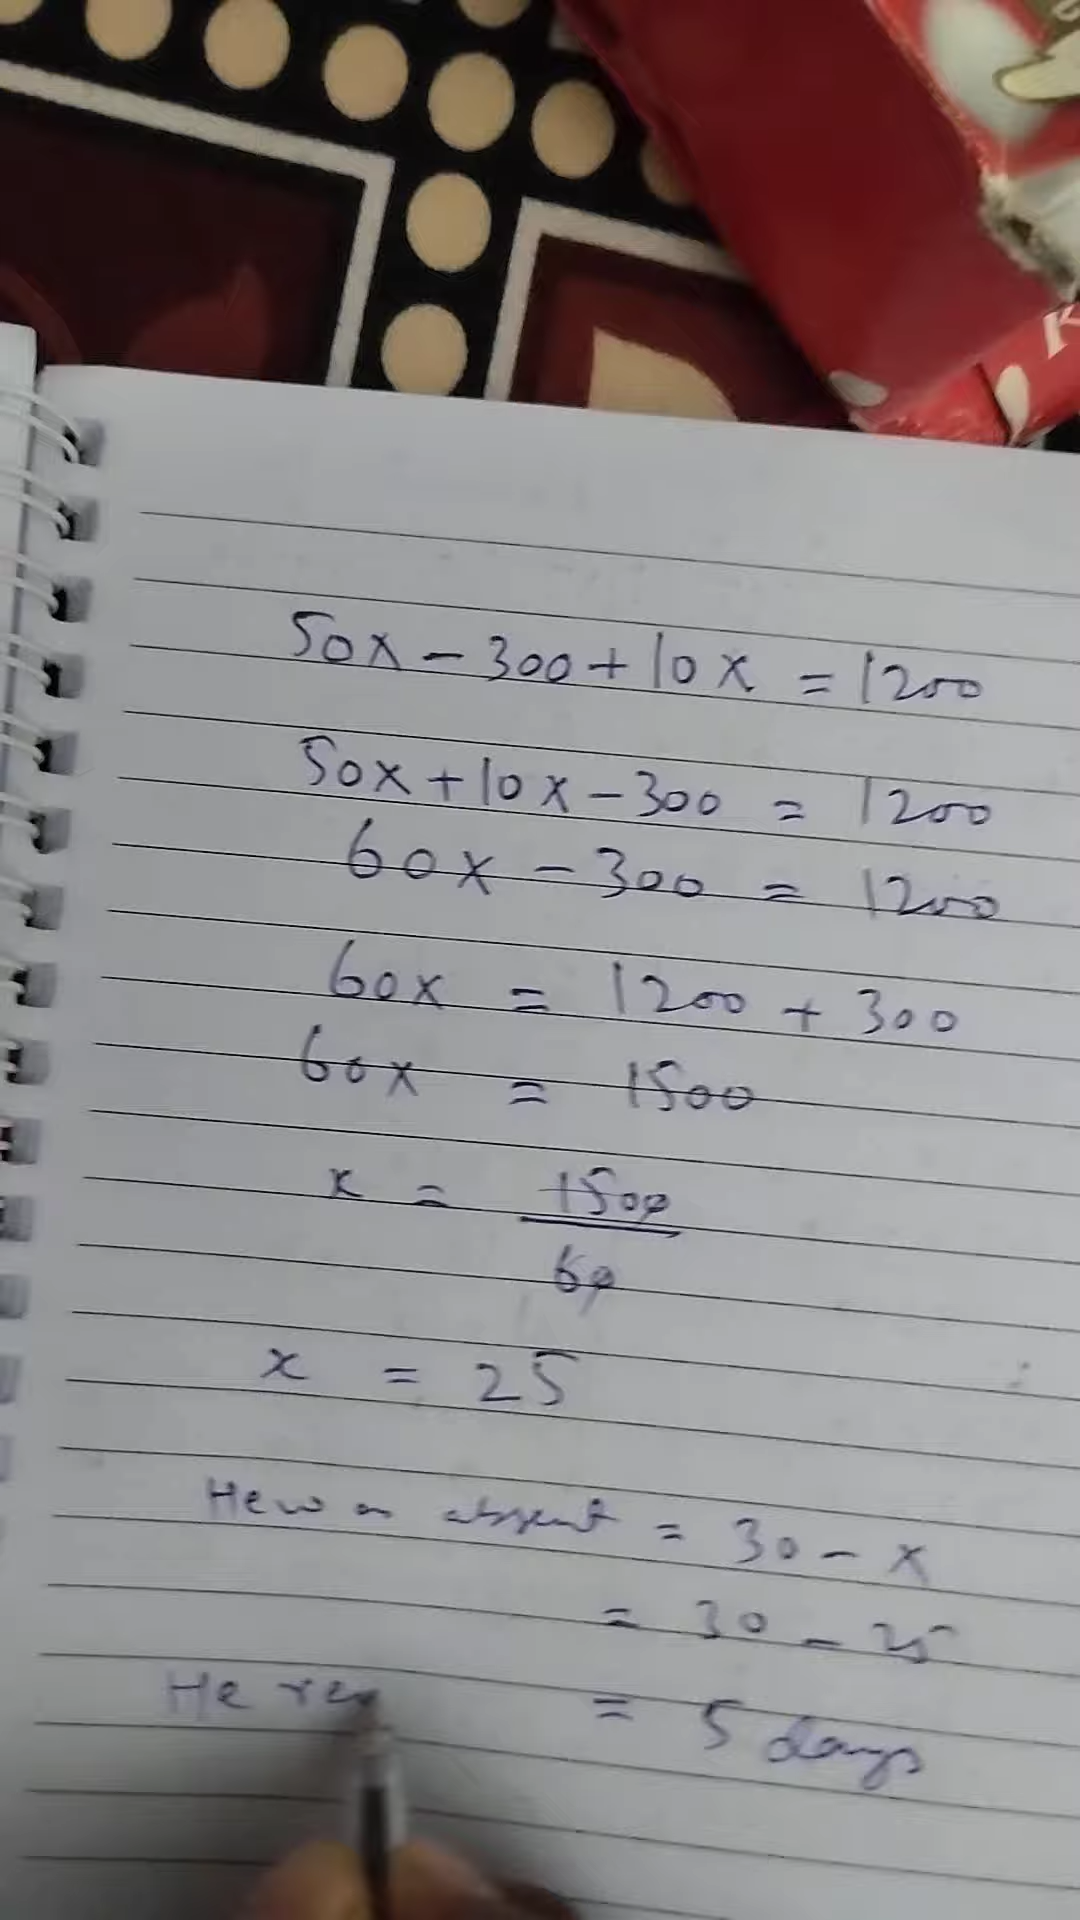 50x - 300 + 10x = 1200
50x + 10x - 300 = 1200
60x - 300 = 1200
60x = 1200 + 300
60x = 1500
x = 1500/60
x = 25
absent = 30 - x
= 30 - 25
= 5 days
He
K